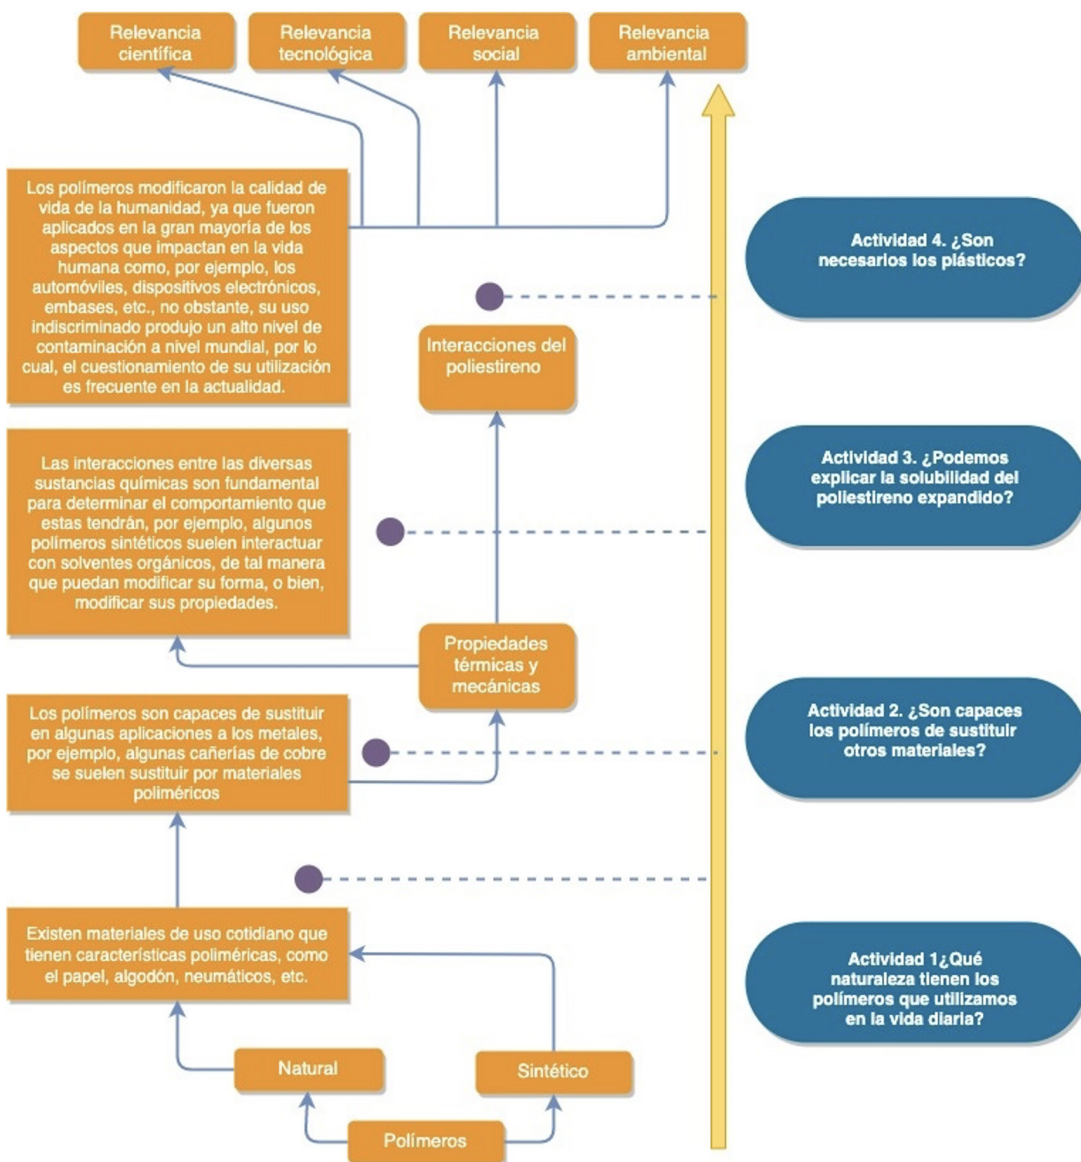 Relevancia
científica
Relevancia
tecnológica
Relevancia
social
Relevancia
ambiental
Los polímeros modificaron la calidad de
vida de la humanidad, ya que fueron
aplicados en la gran mayoría de los
aspectos que impactan en la vida
humana como, por ejemplo, los
automóviles, dispositivos electrónicos,
embases, etc., no obstante, su uso
indiscriminado produjo un alto nivel de
contaminación a nivel mundial, por lo
cual, el cuestionamiento de su utilización
es frecuente en la actualidad.
Actividad 4. ¿Son
necesarios los plásticos?
Interacciones del
poliestireno
Las interacciones entre las diversas
sustancias químicas son fundamental
para determinar el comportamiento que
estas tendrán, por ejemplo, algunos
polímeros sintéticos suelen interactuar
con solventes orgánicos, de tal manera
que puedan modificar su forma, o bien,
modificar sus propiedades.
Actividad 3. ¿Podemos
explicar la solubilidad del
poliestireno expandido?
Propiedades
térmicas y
mecánicas
Los polímeros son capaces de sustituir
en algunas aplicaciones a los metales,
por ejemplo, algunas cañerías de cobre
se suelen sustituir por materiales
poliméricos
Actividad 2. ¿Son capaces
los polímeros de sustituir
otros materiales?
Existen materiales de uso cotidiano que
tienen características poliméricas, como
el papel, algodón, neumáticos, etc.
Actividad 1¿Qué
naturaleza tienen los
polímeros que utilizamos
en la vida diaria?
Natural
Sintético
Polímeros